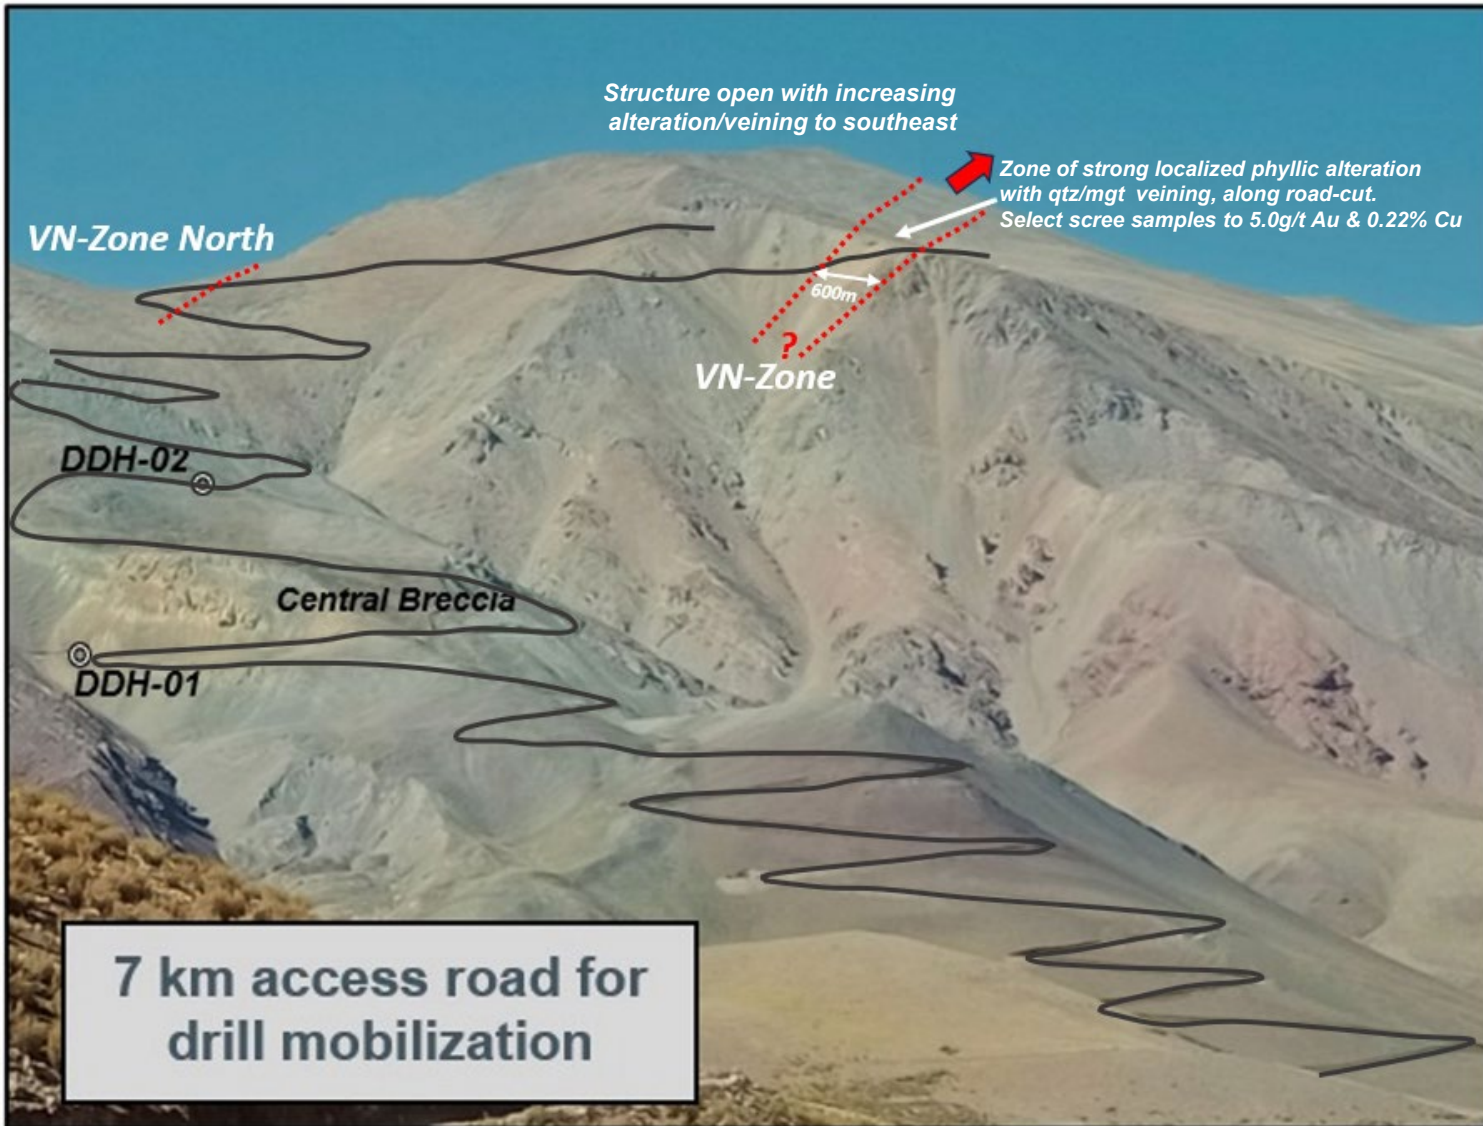 Structure open with increasing
alteration/veining to southeast
Zone of strong localized phyllic alteration
with qtz/mgt veining, along road-cut.
Select scree samples to 5.0g/t Au & 0.22% Cu
VN-Zone North
600m
?
VN-Zone
DDH-02
Central Breccia
DDH-01
7 km access road for
drill mobilization